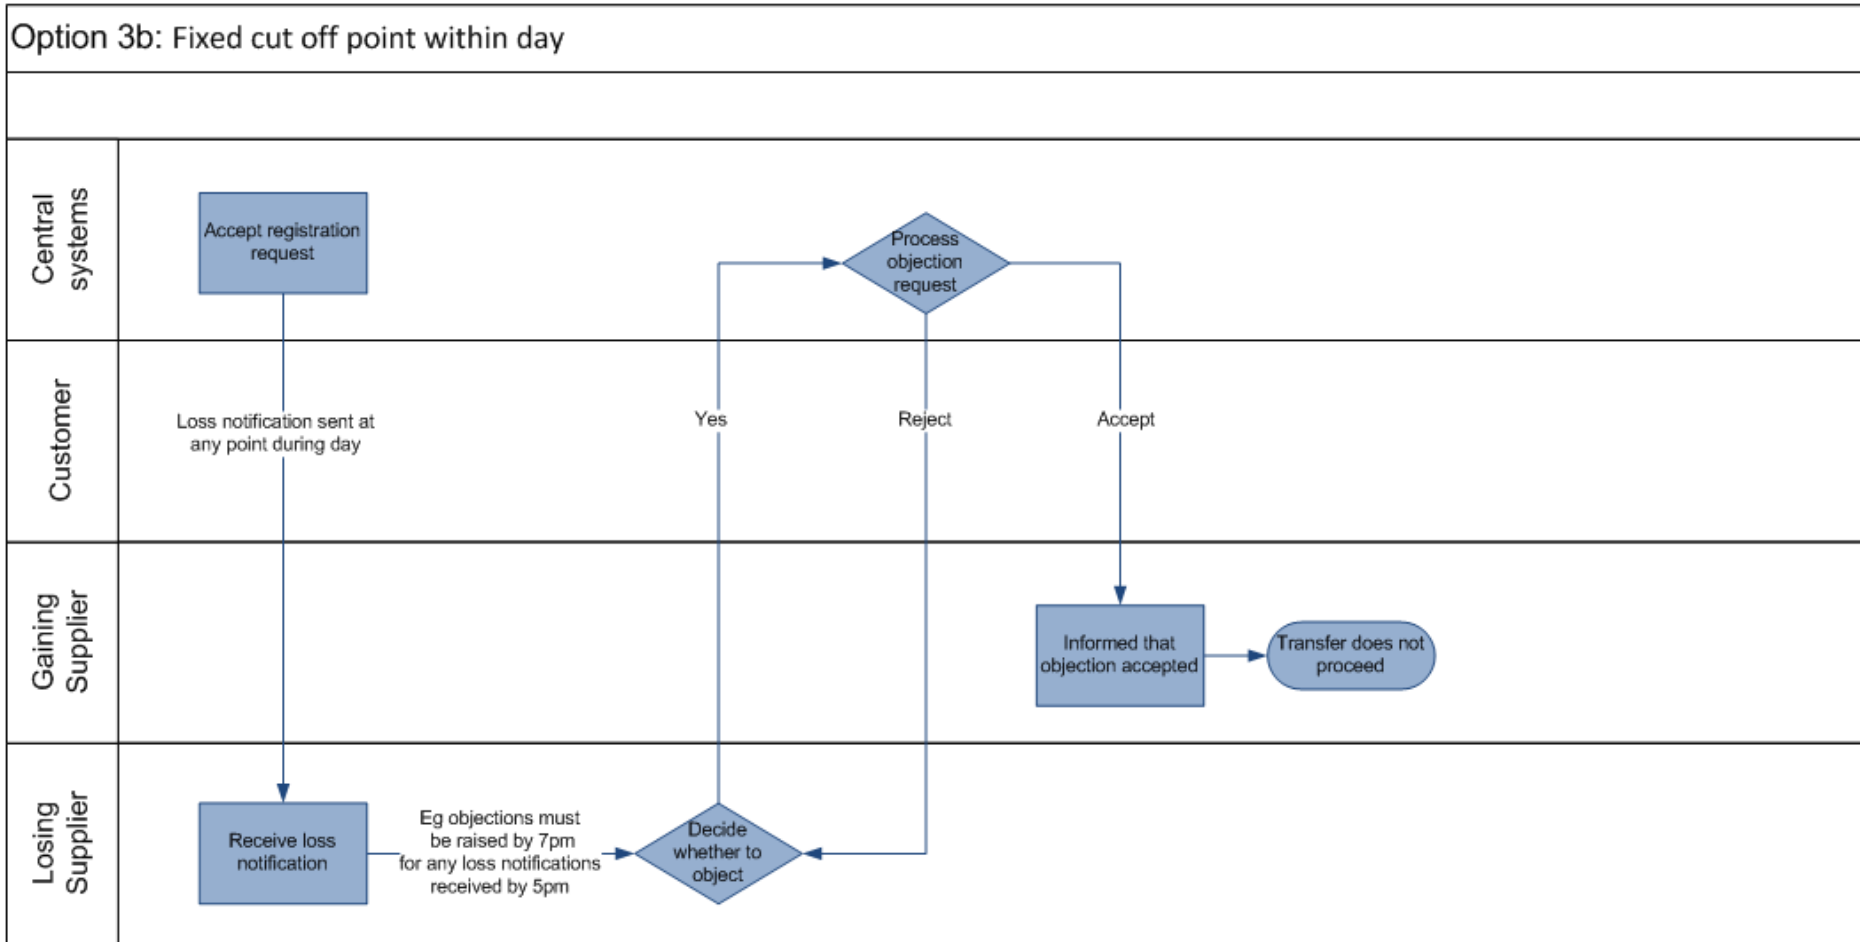 Option 3b: Fixed cut off point within day
Central
systems
Accept registration
request
Process
objection
request
Customer
Loss notification sent at
any point during day
Yes
Reject
Accept
Gaining
Supplier
Informed that
objection accepted
Transfer does not
proceed
Losing
Supplier
Receive loss
notification
Eg objections must
be raised by 7pm
for any loss notifications
received by 5pm
Decide
whether to
object